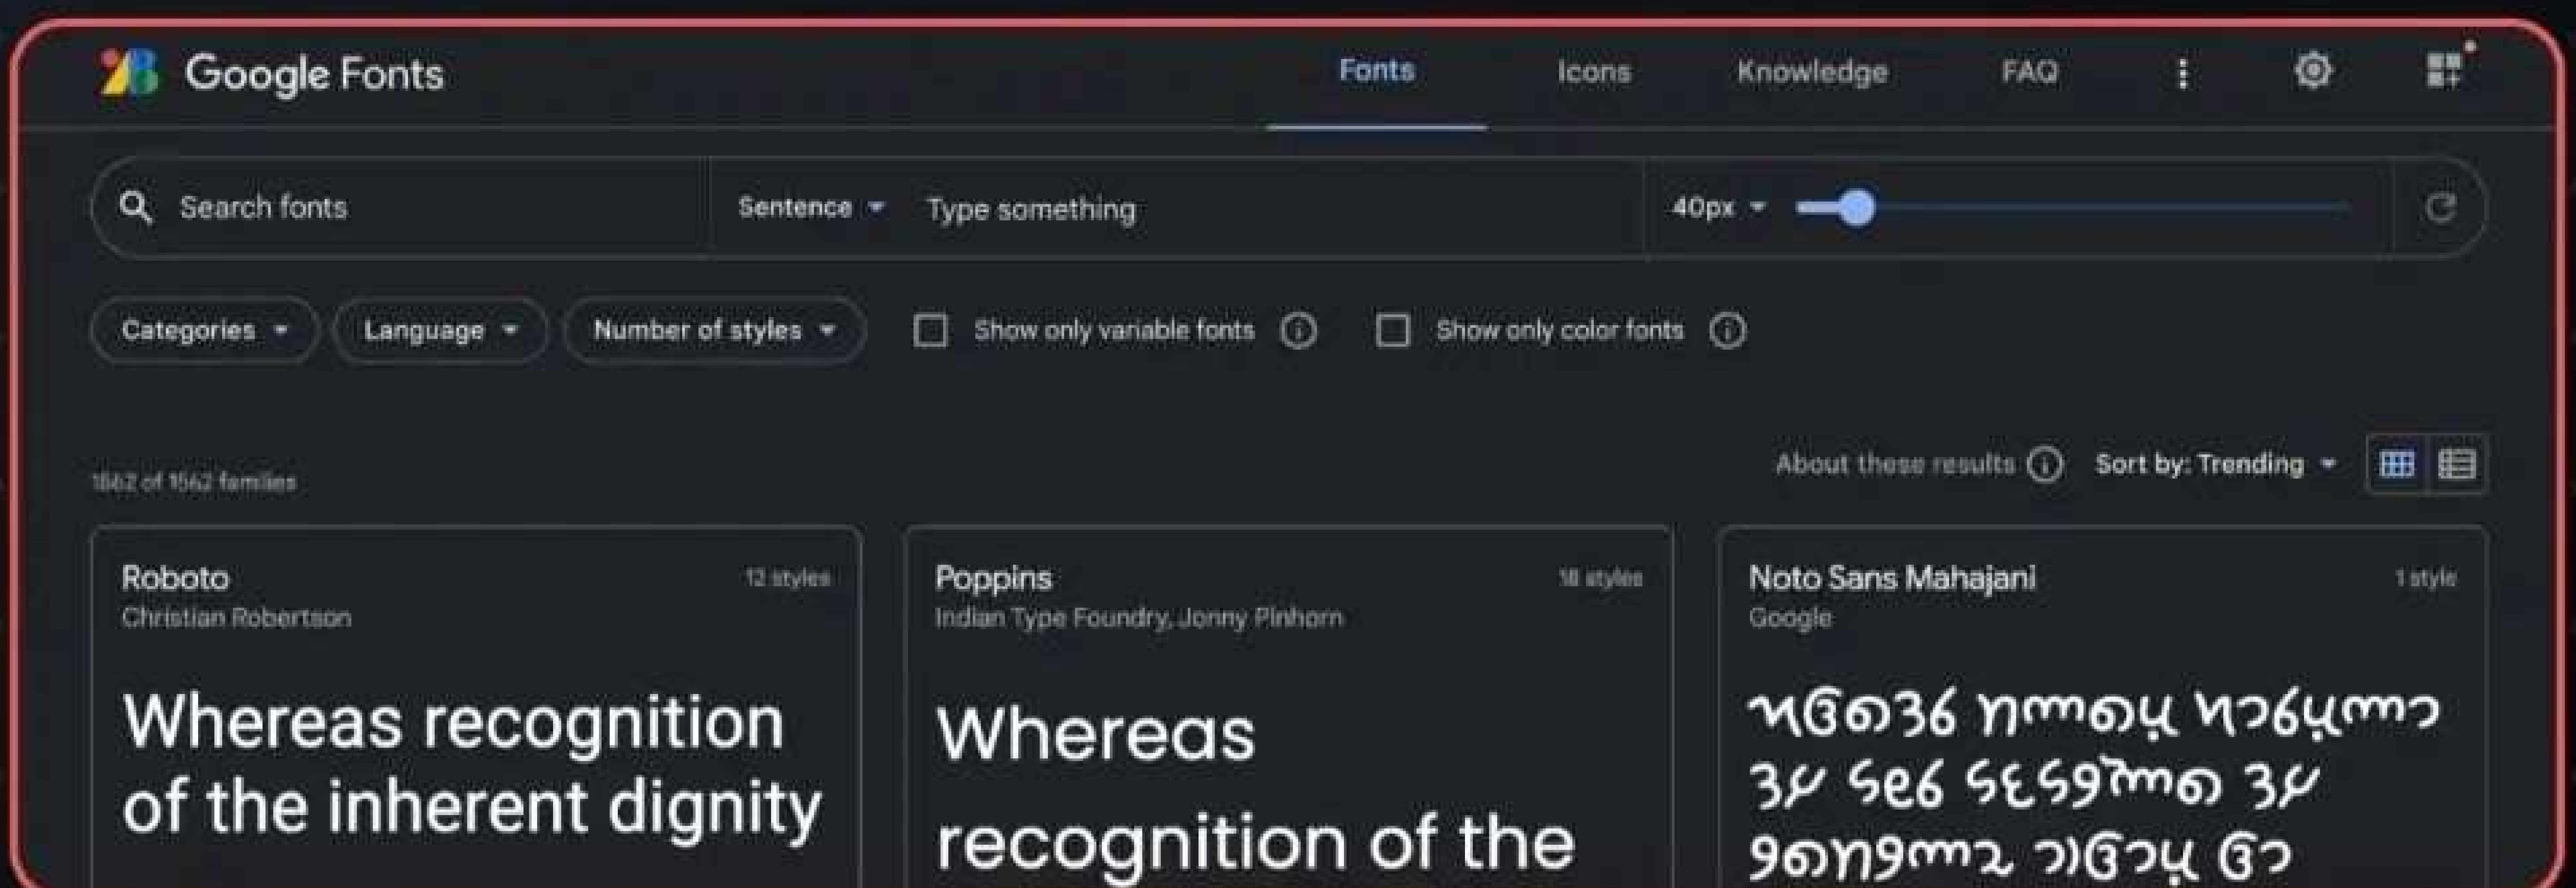 Google Fonts
Fonts Icons Knowledge FAQ
Search fonts Sentence Type something 40px
Categories Language Number of styles Show only variable fonts Show only color fonts
of 1562 families
About these results Sort by: Trending
Roboto 12 styles
Christian Robertson
Whereas recognition
of the inherent dignity
Poppins 18 styles
Indian Type Foundry, Jonny Pinhorn
Whereas
recognition of the
Noto Sans Mahajani 1 style
Google